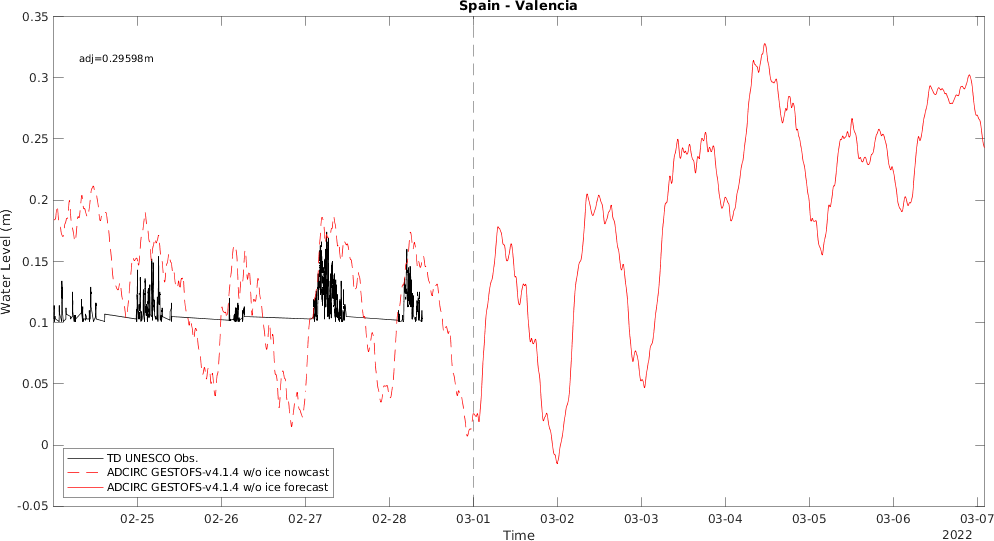 Spain - Valencia
adj=0.29598m
0.35
0.3
0.25
0.2
0.15
0.1
0.05
0
-0.05
Water Level (m)
TD UNESCO Obs.
ADCIRC GESTOFS-v4.1.4 w/o ice nowcast
ADCIRC GESTOFS-v4.1.4 w/o ice forecast
02-25 02-26 02-27 02-28 03-01 03-02 03-03 03-04 03-05 03-06 03-07
Time
2022